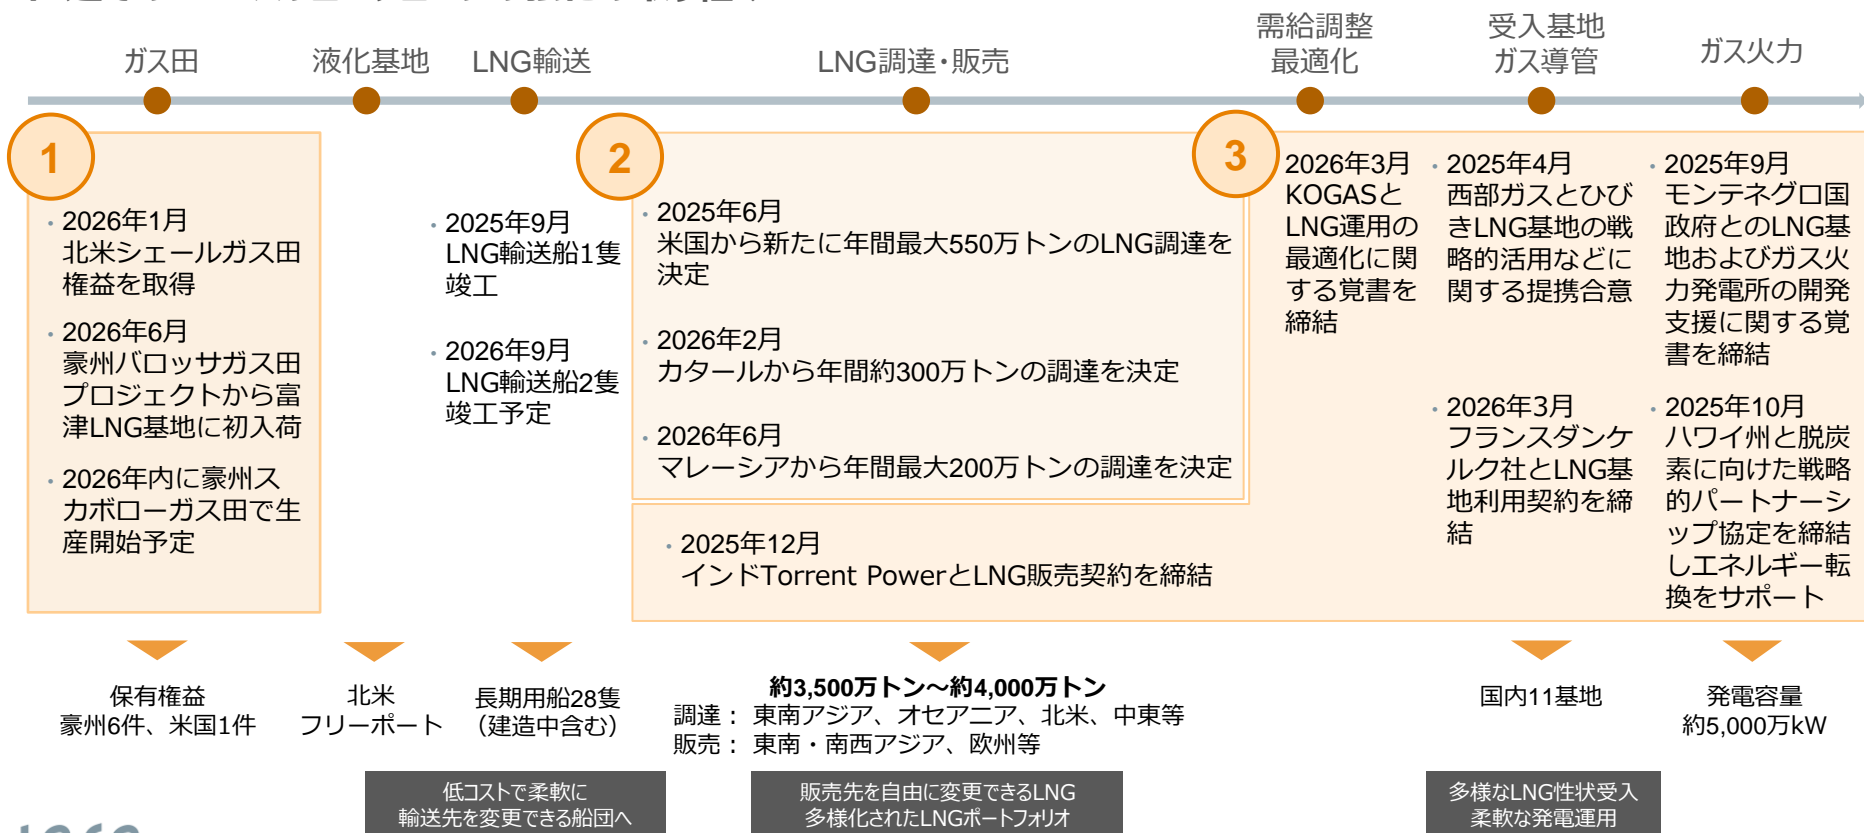 ガス田
液化基地
LNG輸送
LNG調達・販売
需給調整
最適化
受入基地
ガス導管
ガス火力
1
・2026年1月
北米シェールガス田
権益を取得
・2026年6月
豪州バロッサガス田
プロジェクトから富
津LNG基地に初入荷
・2026年内に豪州ス
カボローガス田で生
産開始予定
・2025年9月
LNG輸送船1隻
竣工
・2026年9月
LNG輸送船2隻
竣工予定
2
・2025年6月
米国から新たに年間最大550万トンのLNG調達を
決定
・2026年2月
カタールから年間約300万トンの調達を決定
・2026年6月
マレーシアから年間最大200万トンの調達を決定
・2025年12月
インドTorrent PowerとLNG販売契約を締結
3
2026年3月
KOGASと
LNG運用の
最適化に関
する覚書を
締結
・2025年4月
西部ガスとひび
きLNG基地の戦
略的活用などに
関する提携合意
・2026年3月
フランスダンケ
ルク社とLNG基
地利用契約を締
結
・2025年9月
モンテネグロ国
政府とのLNG基
地およびガス火
力発電所の開発
支援に関する覚
書を締結
・2025年10月
ハワイ州と脱炭
素に向けた戦略
的パートナーシ
ップ協定を締結
しエネルギー転
換をサポート
保有権益
豪州6件、米国1件
北米
フリーポート
長期用船28隻
（建造中含む）
約3,500万トン～約4,000万トン
調達： 東南アジア、オセアニア、北米、中東等
販売： 東南・南西アジア、欧州等
国内11基地
発電容量
約5,000万kW
低コストで柔軟に
輸送先を変更できる船団へ
販売先を自由に変更できるLNG
多様化されたLNGポートフォリオ
多様なLNG性状受入
柔軟な発電運用